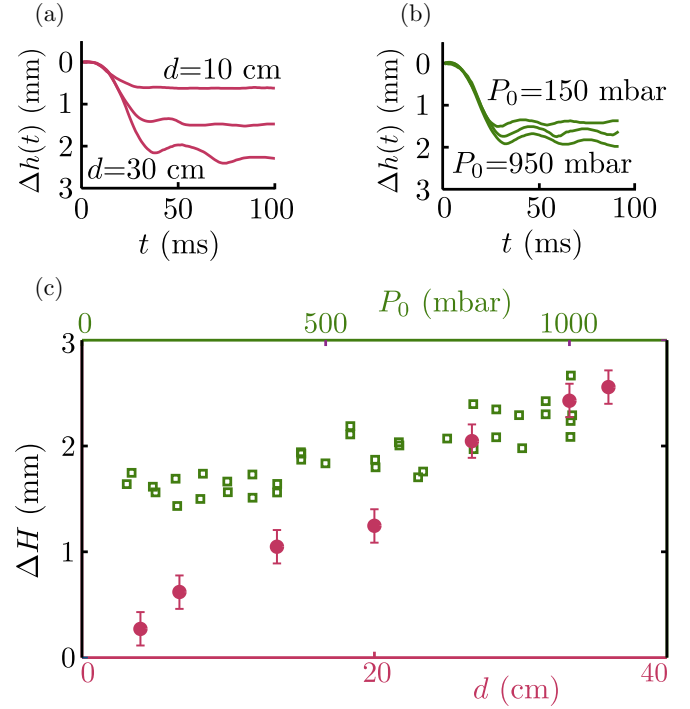 (a)
0
1
2
3
Δh(t) (mm)
d=10 cm
d=30 cm
0
50
100
t (ms)
(b)
0
1
2
3
Δh(t) (mm)
P₀=150 mbar
P₀=950 mbar
0
50
100
t (ms)
(c)
P₀ (mbar)
0
500
1000
3
2
1
0
ΔH (mm)
0
20
40
d (cm)